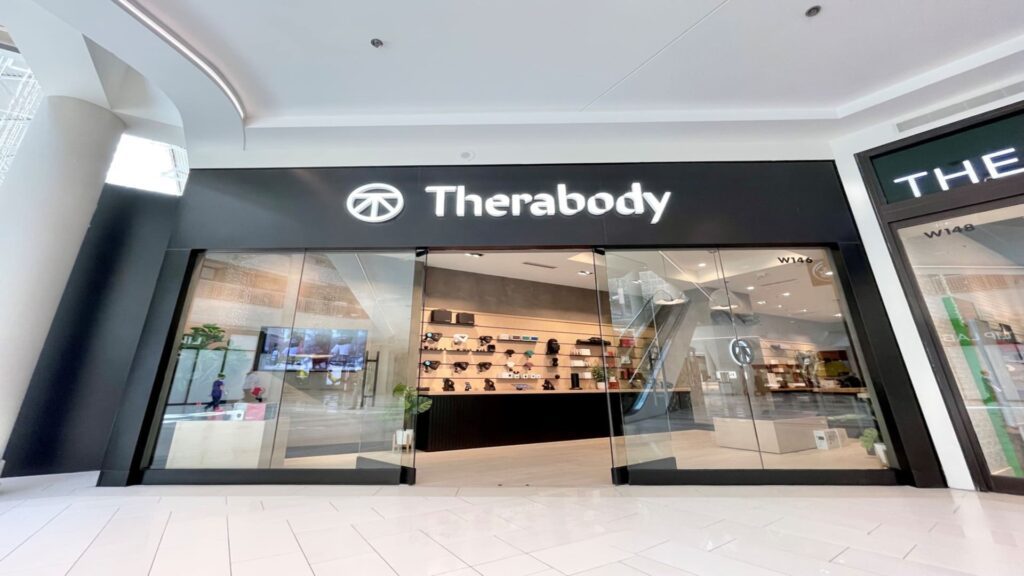 Therabody
THE
W148
W146